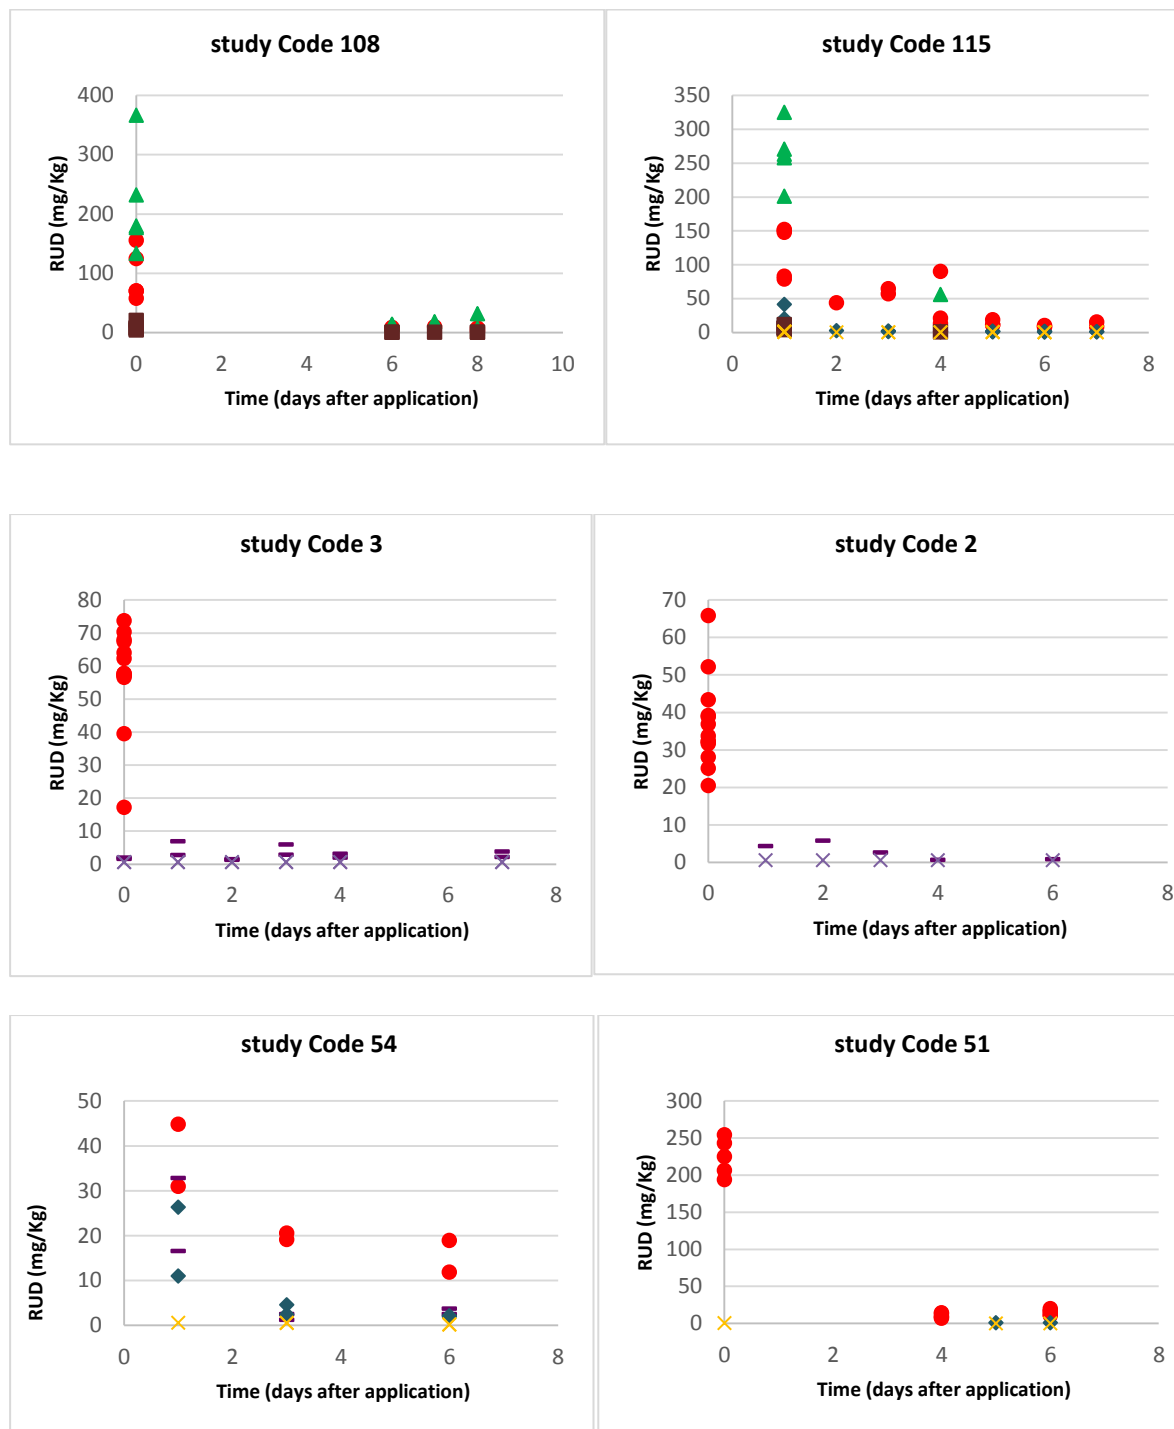 study Code 108
400
300
200
100
0
0 2 4 6 8 10
RUD (mg/Kg)
Time (days after application)
study Code 115
350
300
250
200
150
100
50
0
0 2 4 6 8
RUD (mg/Kg)
Time (days after application)
study Code 3
80
70
60
50
40
30
20
10
0
0 2 4 6 8
RUD (mg/Kg)
Time (days after application)
study Code 2
70
60
50
40
30
20
10
0
0 2 4 6 8
RUD (mg/Kg)
Time (days after application)
study Code 54
50
40
30
20
10
0
0 2 4 6 8
RUD (mg/Kg)
Time (days after application)
study Code 51
300
250
200
150
100
50
0
0 2 4 6 8
RUD (mg/Kg)
Time (days after application)